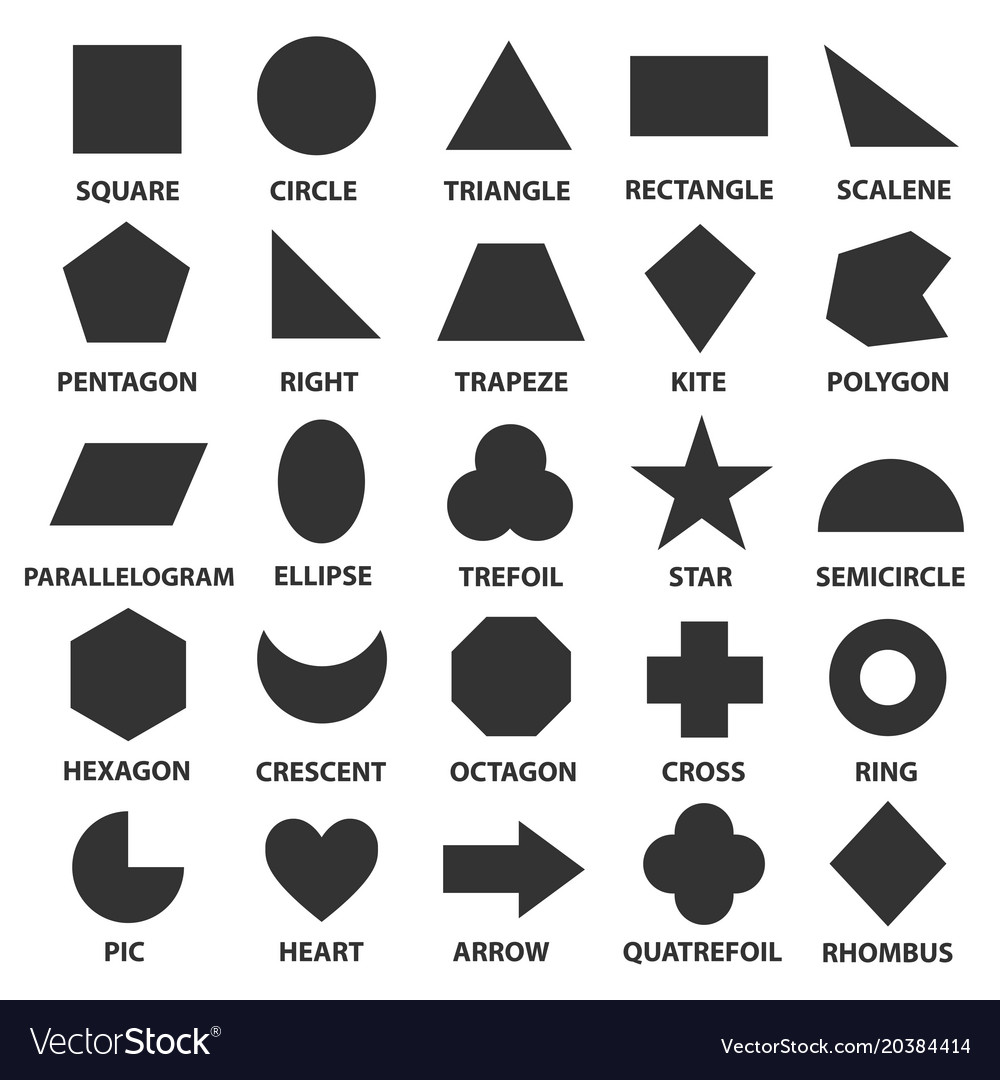 SQUARE CIRCLE TRIANGLE RECTANGLE SCALENE
PENTAGON RIGHT TRAPEZE KITE POLYGON
PARALLELOGRAM ELLIPSE TREFOIL STAR SEMICIRCLE
HEXAGON CRESCENT OCTAGON CROSS RING
PIC HEART ARROW QUATREFOIL RHOMBUS
VectorStock® VectorStock.com/20384414